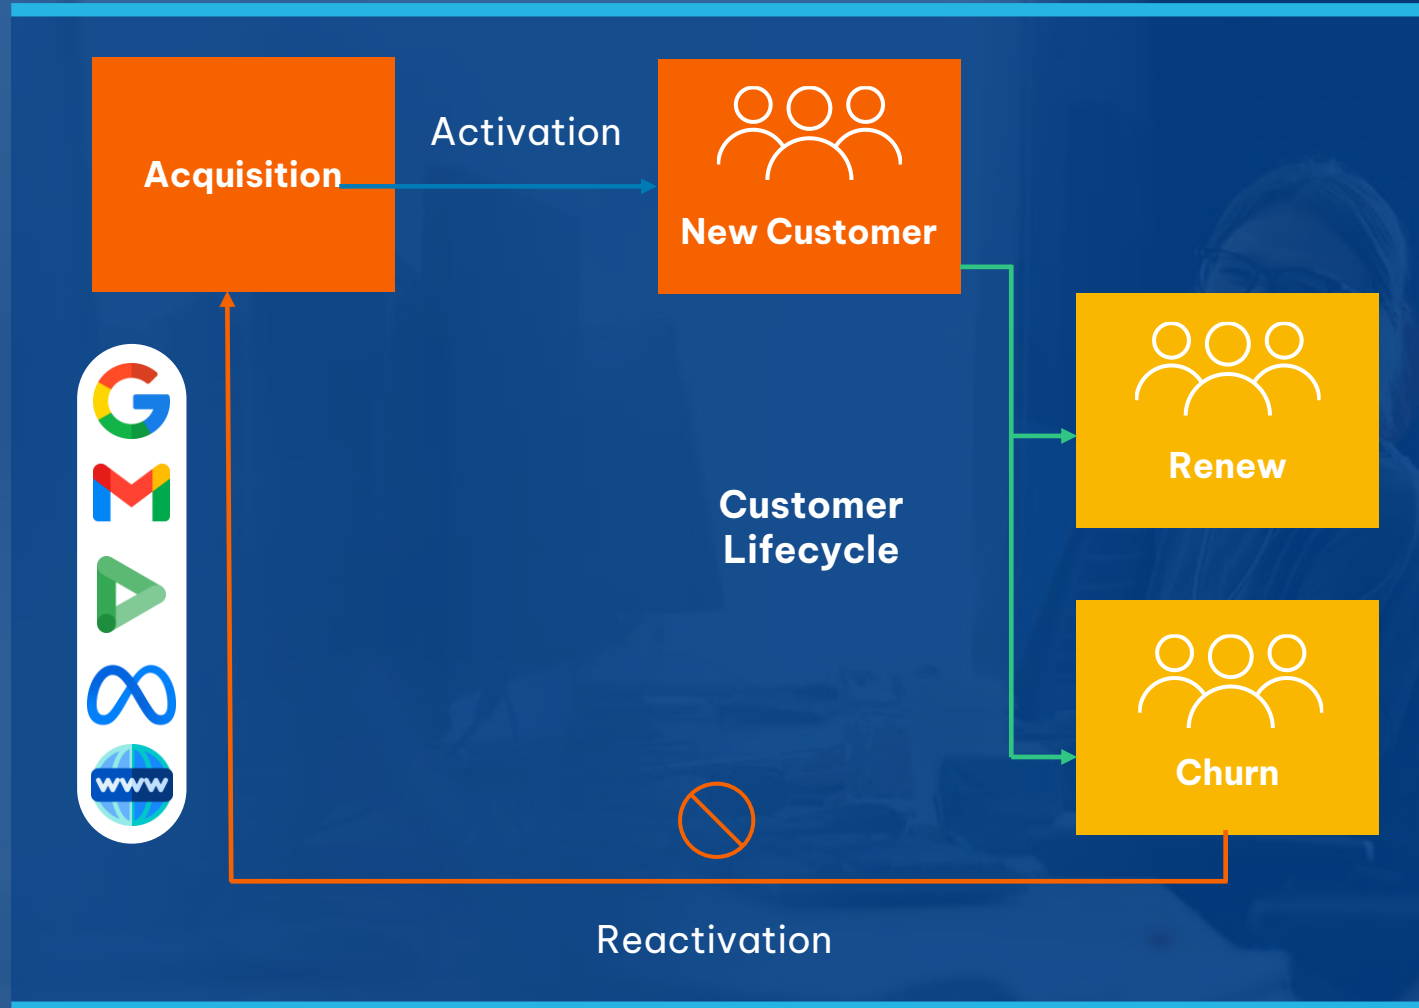 Acquisition
Activation
New Customer
Renew
Customer
Lifecycle
www
Churn
Reactivation